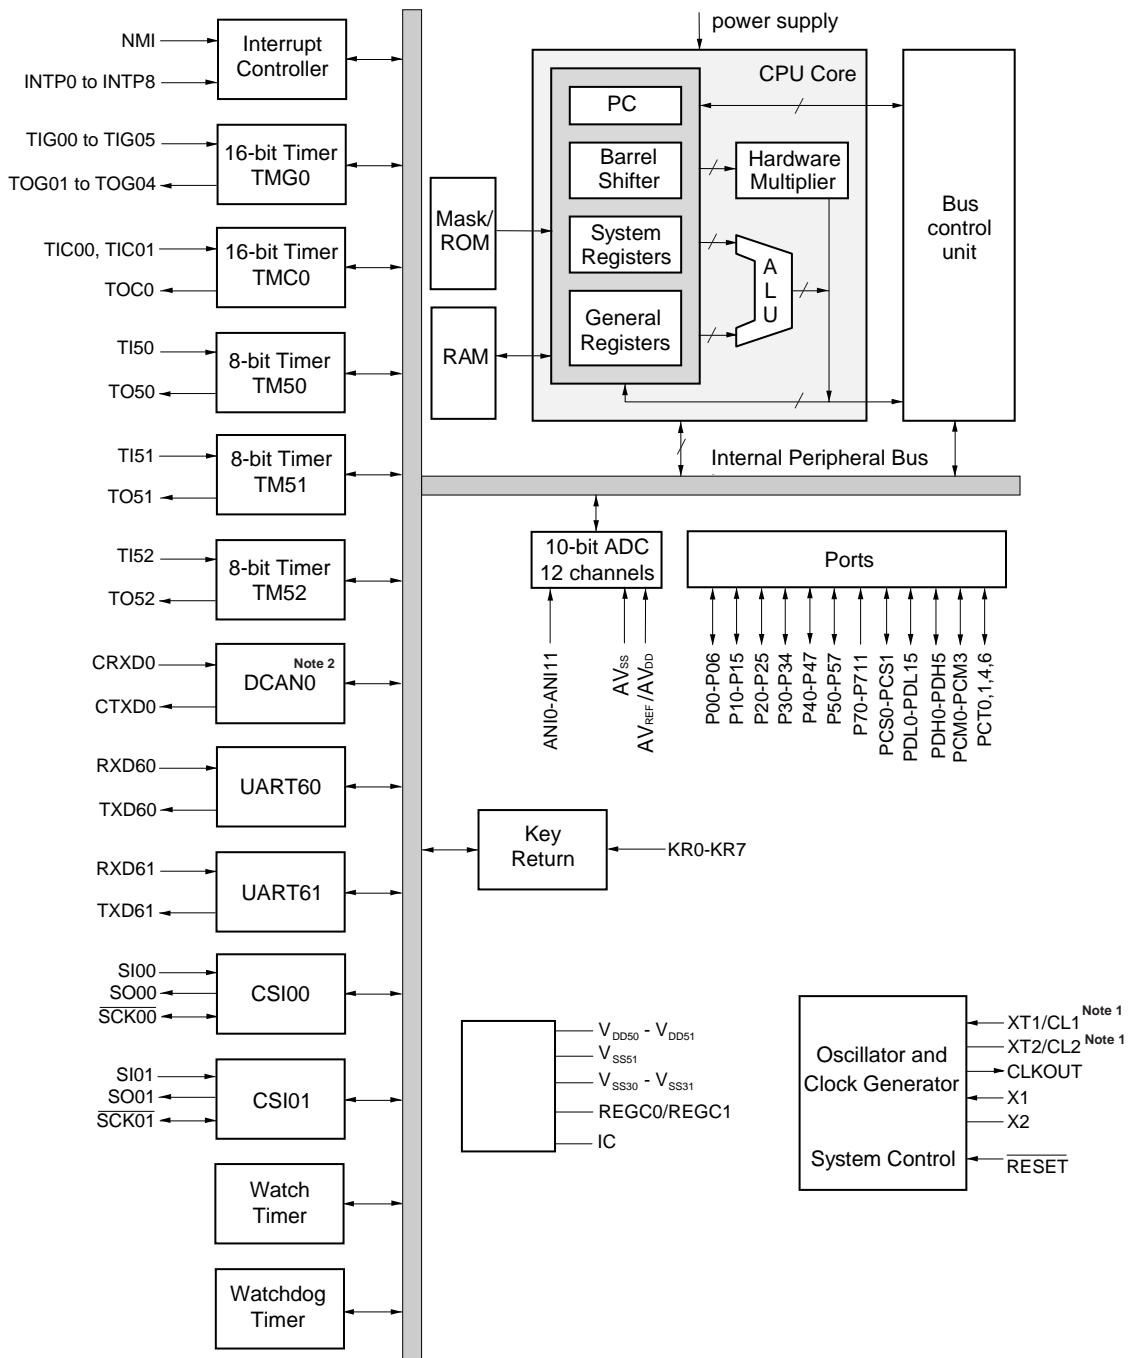 power supply
NMI
INTP0 to INTP8
Interrupt
Controller
TIG00 to TIG05
TOG01 to TOG04
16-bit Timer
TMG0
TIC00, TIC01
TOC0
16-bit Timer
TMC0
TI50
TO50
8-bit Timer
TM50
TI51
TO51
8-bit Timer
TM51
TI52
TO52
8-bit Timer
TM52
CRXD0
CTXD0
Note 2
DCAN0
RXD60
TXD60
UART60
RXD61
TXD61
UART61
SI00
SO00
SCK00
CSI00
SI01
SO01
SCK01
CSI01
Watch
Timer
Watchdog
Timer
Mask/
ROM
RAM
CPU Core
PC
Barrel
Shifter
System
Registers
General
Registers
Hardware
Multiplier
A
L
U
Bus
control
unit
Internal Peripheral Bus
10-bit ADC
12 channels
ANI0-ANI11
AVSS
AVREF/AVDD
Ports
P00-P06
P10-P15
P20-P25
P30-P34
P40-P47
P50-P57
P70-P711
PCS0-PCS1
PDL0-PDL15
PDH0-PDH5
PCM0-PCM3
PCT0,1,4,6
Key
Return
KR0-KR7
VDD50 - VDD51
VSS51
VSS30 - VSS31
REGC0/REGC1
IC
Oscillator and
Clock Generator
System Control
XT1/CL1 Note 1
XT2/CL2 Note 1
CLKOUT
X1
X2
RESET